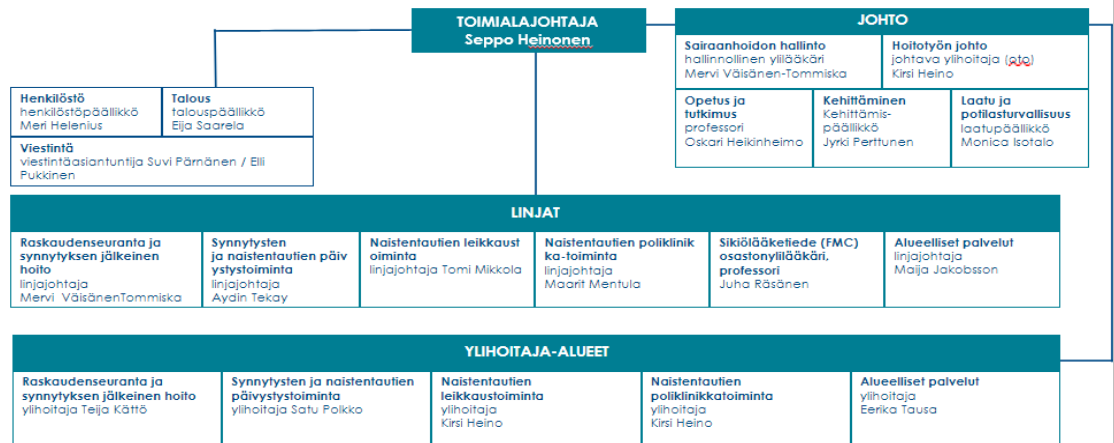 TOIMIALAJOHTAJA
Seppo Heinonen
JOHTO
Sairaanhoidon hallinto
hallinnollinen ylilääkäri
Mervi Väisänen-Tommiska
Hoitotyön johto
johtava ylihoitaja (oto)
Kirsi Heino
Opetus ja
tutkimus
professori
Oskari Heikinheimo
Kehittäminen
Kehittämis-
päällikkö
Jyrki Perttunen
Laatu ja
potilasturvallisuus
laatupäällikkö
Monica Isotalo
Henkilöstö
henkilöstöpäällikkö
Meri Helenius
Talous
talouspäällikkö
Eija Saarela
Viestintä
viestintäasiantuntija Suvi Pärnänen / Elli
Pukkinen
LINJAT
Raskaudenseuranta ja
synnytyksen jälkeinen
hoito
linjajohtaja
Mervi VäisänenTommiska
Synnytysten
ja naistentautien päiv
ystystoiminta
linjajohtaja
Aydin Tekay
Naistentautien leikkaust
oiminta
linjajohtaja Tomi Mikkola
Naistentautien poliklinik
ka-toiminta
linjajohtaja
Maarit Mentula
Sikiölääketiede (FMC)
osastonylilääkäri,
professori
Juha Räsänen
Alueelliset palvelut
linjajohtaja
Maija Jakobsson
YLIHOITAJA-ALUEET
Raskaudenseuranta ja
synnytyksen jälkeinen hoito
ylihoitaja Teija Kättö
Synnytysten ja naistentautien
päivystystoiminta
ylihoitaja Satu Polkko
Naistentautien
leikkaustoiminta
ylihoitaja
Kirsi Heino
Naistentautien
poliklinikkatoiminta
ylihoitaja
Kirsi Heino
Alueelliset palvelut
ylihoitaja
Eerika Tausa